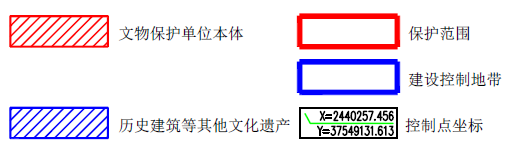 文物保护单位本体
保护范围
建设控制地带
历史建筑等其他文化遗产
X=2440257.456
Y=37549131.613
控制点坐标